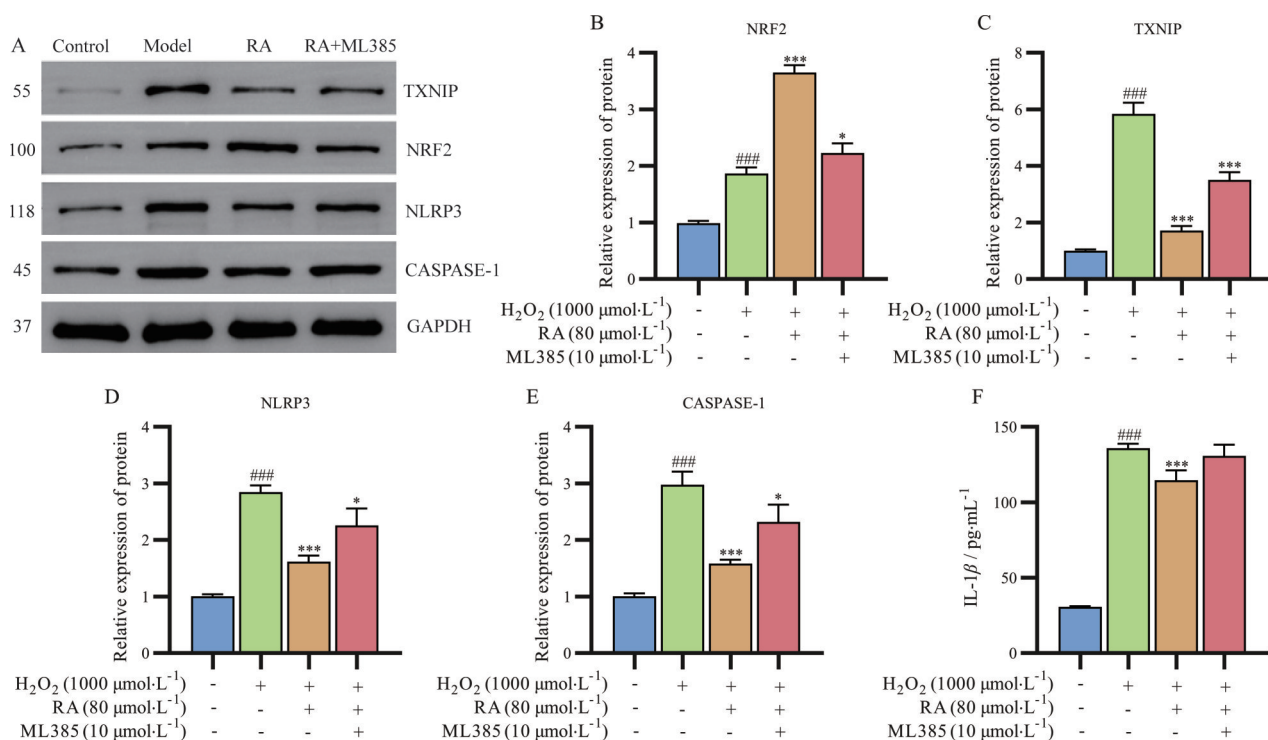 A
Control Model RA RA+ML385
55 TXNIP
100 NRF2
118 NLRP3
45 CASPASE-1
37 GAPDH
B
NRF2
Relative expression of protein
4
3
2
1
0
###
***
*
H₂O₂ (1000 μmol·L⁻¹) - + + +
RA (80 μmol·L⁻¹) - - + +
ML385 (10 μmol·L⁻¹) - - - +
C
TXNIP
Relative expression of protein
8
6
4
2
0
###
***
***
H₂O₂ (1000 μmol·L⁻¹) - + + +
RA (80 μmol·L⁻¹) - - + +
ML385 (10 μmol·L⁻¹) - - - +
D
NLRP3
Relative expression of protein
4
3
2
1
0
###
***
*
H₂O₂ (1000 μmol·L⁻¹) - + + +
RA (80 μmol·L⁻¹) - - + +
ML385 (10 μmol·L⁻¹) - - - +
E
CASPASE-1
Relative expression of protein
4
3
2
1
0
###
***
*
H₂O₂ (1000 μmol·L⁻¹) - + + +
RA (80 μmol·L⁻¹) - - + +
ML385 (10 μmol·L⁻¹) - - - +
F
IL-1β / pg·mL⁻¹
150
100
50
0
###
***
H₂O₂ (1000 μmol·L⁻¹) - + + +
RA (80 μmol·L⁻¹) - - + +
ML385 (10 μmol·L⁻¹) - - - +